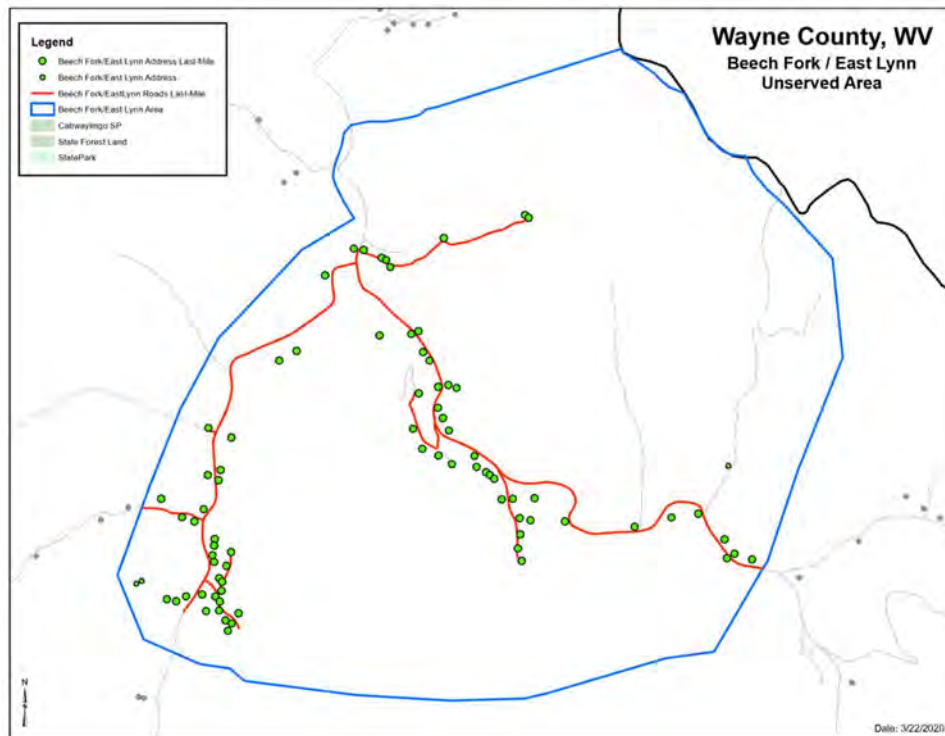 Wayne County, WV
Beech Fork / East Lynn
Unserved Area
Legend
Beech Fork/East Lynn Address Last-Mile
Beech Fork/East Lynn Address
Beech Fork/EastLynn Roads Last-Mile
Beech Fork/East Lynn Area
Cabwaylingo SP
State Forest Land
StatePark
N
Date: 3/22/2020